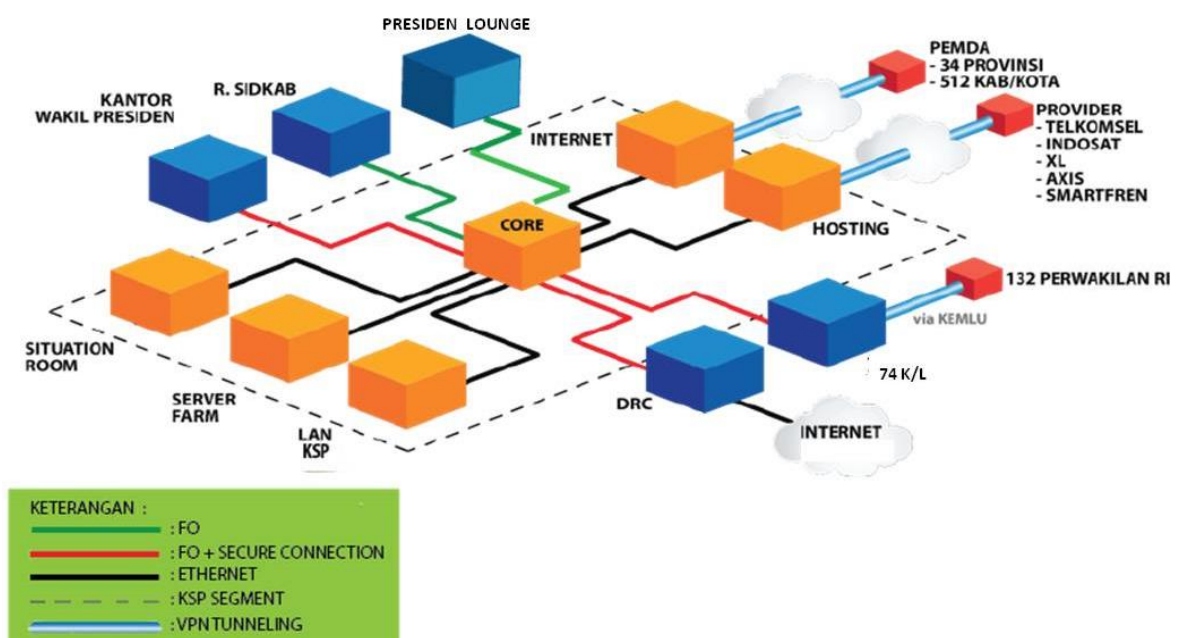 PRESIDEN LOUNGE
R. SIDKAB
KANTOR
WAKIL PRESIDEN
INTERNET
PEMDA
- 34 PROVINSI
- 512 KAB/KOTA
PROVIDER
- TELKOMSEL
- INDOSAT
- XL
- AXIS
- SMARTFREN
CORE
HOSTING
132 PERWAKILAN RI
via KEMLU
74 K/L
SITUATION
ROOM
SERVER
FARM
LAN
KSP
DRC
INTERNET
KETERANGAN :
: FO
: FO + SECURE CONNECTION
: ETHERNET
: KSP SEGMENT
: VPN TUNNELING